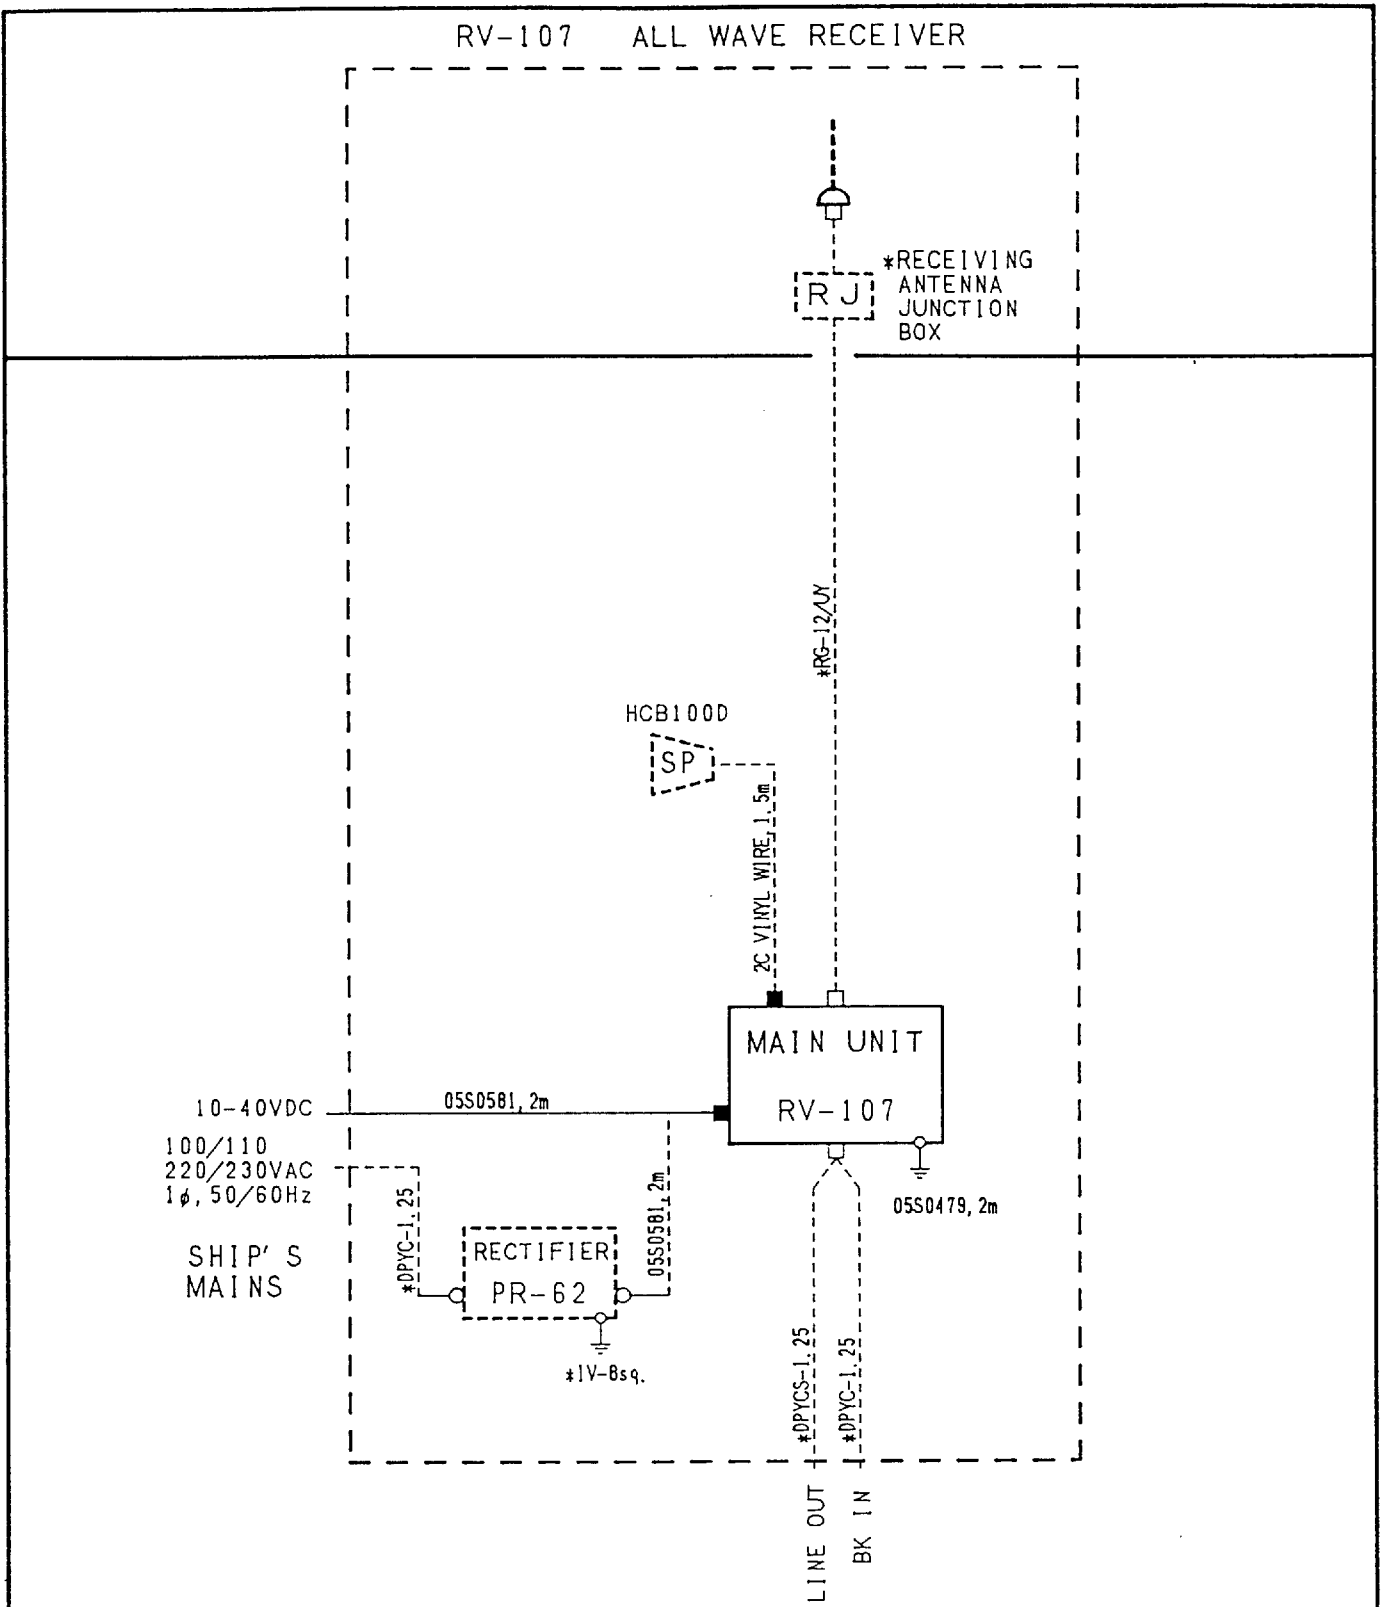 RV-107 ALL WAVE RECEIVER
*RECEIVING
ANTENNA
JUNCTION
BOX
RJ
*RG-12/UY
HCB100D
SP
2C VINYL WIRE, 1.5m
MAIN UNIT
RV-107
10-40VDC
05S0581, 2m
100/110
220/230VAC
1φ, 50/60Hz
SHIP'S
MAINS
*DPYC-1.25
RECTIFIER
PR-62
05S0581, 2m
*IV-8sq.
05S0479, 2m
*DPYCS-1.25
*DPYC-1.25
LINE OUT
BK IN